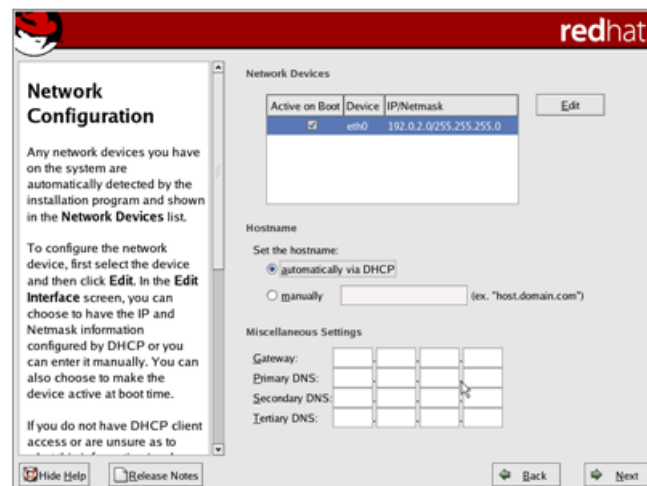 redhat
Network
Configuration
Any network devices you have
on the system are
automatically detected by the
installation program and shown
in the Network Devices list.
To configure the network
device, first select the device
and then click Edit. In the Edit
Interface screen, you can
choose to have the IP and
Netmask information
configured by DHCP or you
can enter it manually. You can
also choose to make the
device active at boot time.
If you do not have DHCP client
access or are unsure as to
Network Devices
Active on Boot Device IP/Netmask
eth0 192.0.2.0/255.255.255.0
Edit
Hostname
Set the hostname:
automatically via DHCP
manually (ex. "host.domain.com")
Miscellaneous Settings
Gateway:
Primary DNS:
Secondary DNS:
Tertiary DNS:
Hide Help Release Notes Back Next